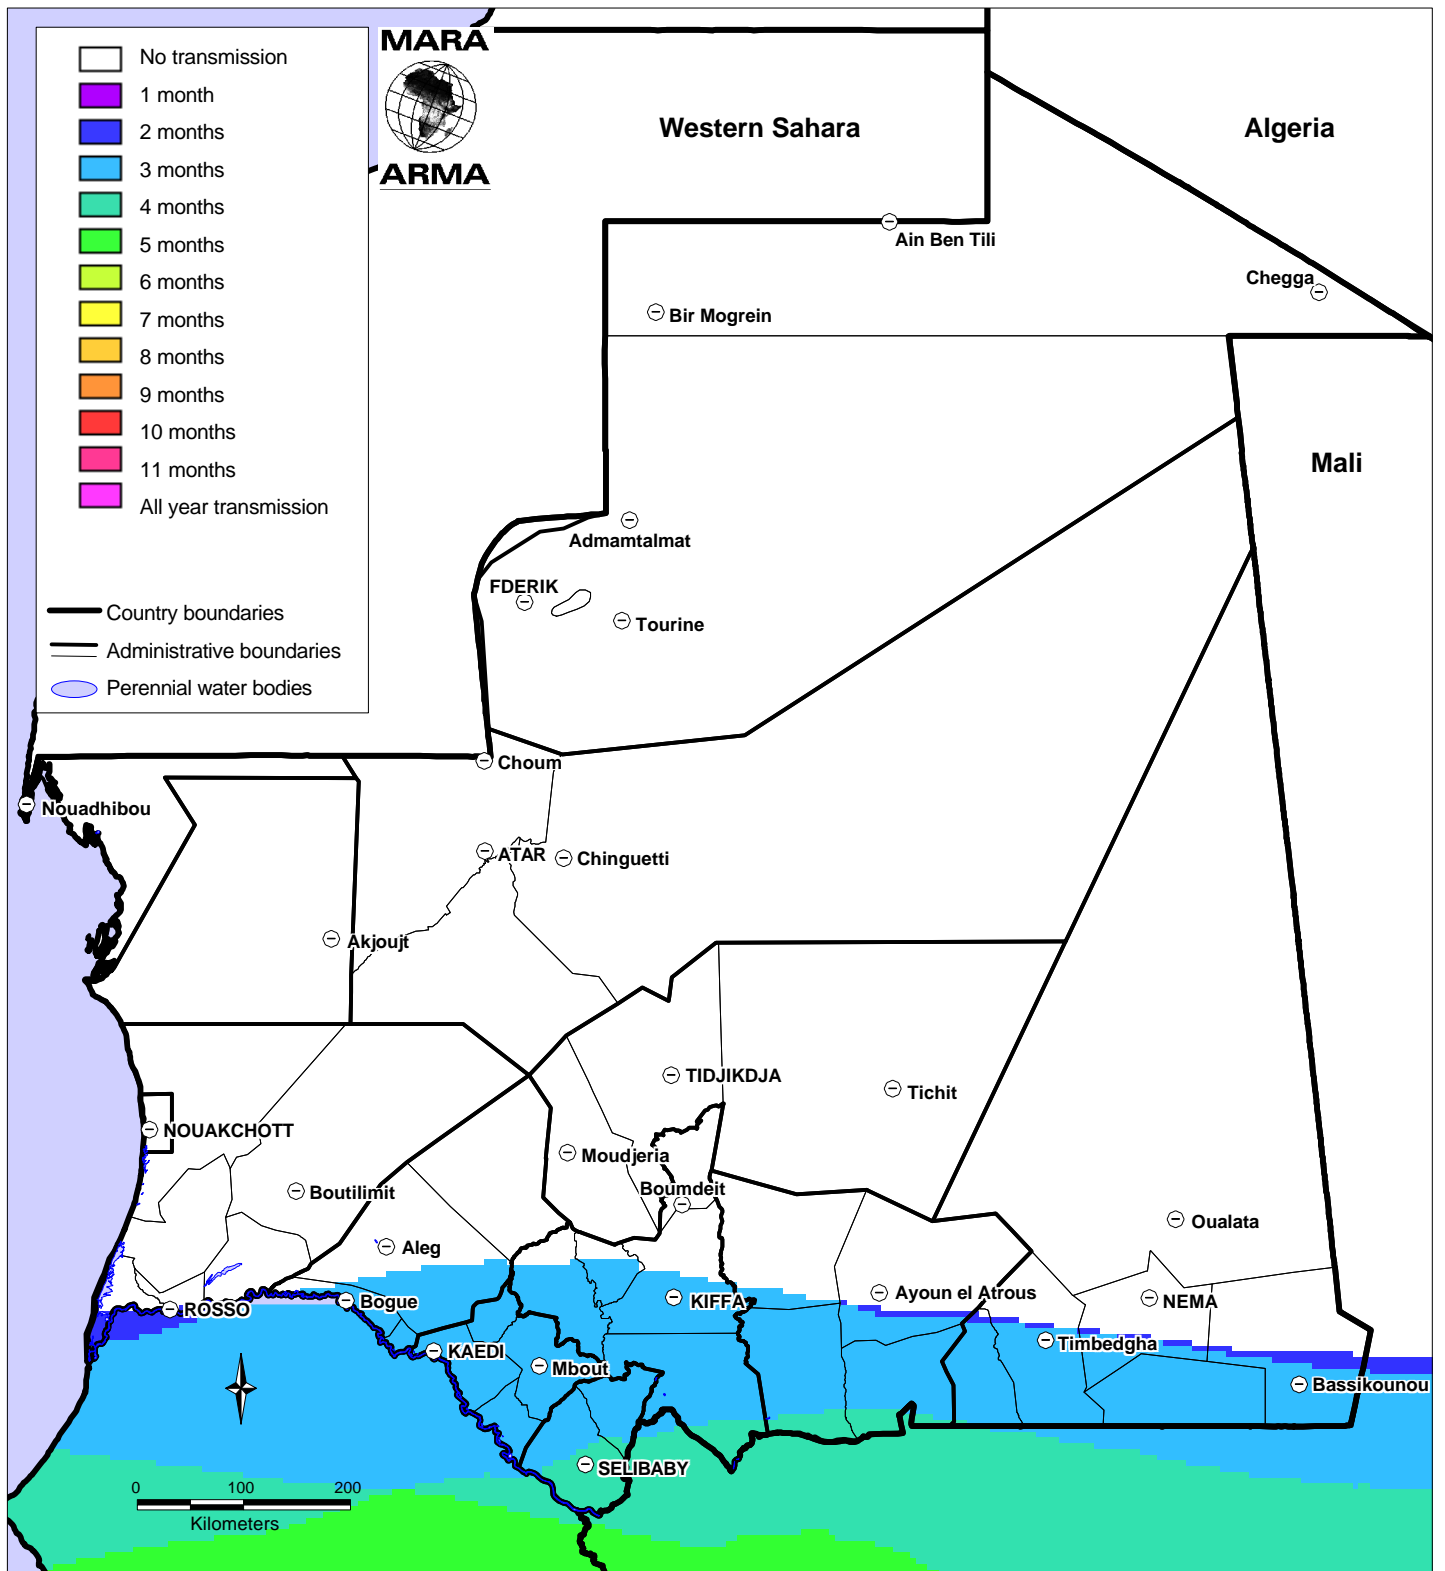 No transmission
1 month
2 months
3 months
4 months
5 months
6 months
7 months
8 months
9 months
10 months
11 months
All year transmission
Country boundaries
Administrative boundaries
Perennial water bodies
MARA
ARMA
Western Sahara
Algeria
Ain Ben Tili
Chegga
Bir Mogrein
Mali
Admamtalmat
FDERIK
Tourine
Choum
Nouadhibou
ATAR
Chinguetti
Akjoujt
TIDJIKDJA
Tichit
NOUAKCHOTT
Moudjeria
Boutilimit
Boumdeit
Oualata
Aleg
Ayoun el Atrous
Bogue
KIFFA
NEMA
ROSSO
Timbedgha
KAEDI
Mbout
Bassikounou
SELIBABY
0 100 200
Kilometers